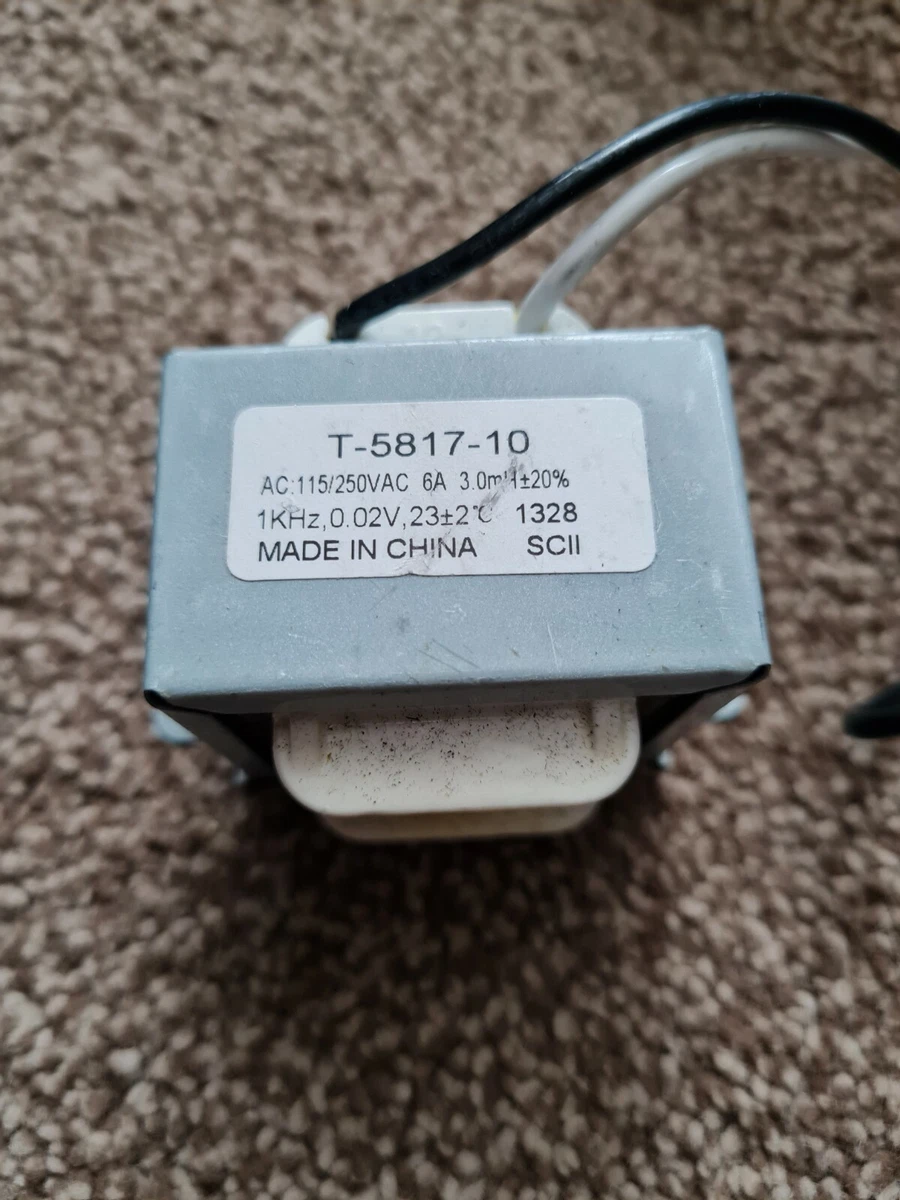 T-5817-10
AC:115/250VAC 6A 3.0mH±20%
1KHz,0.02V,23±2℃ 1328
MADE IN CHINA SCII